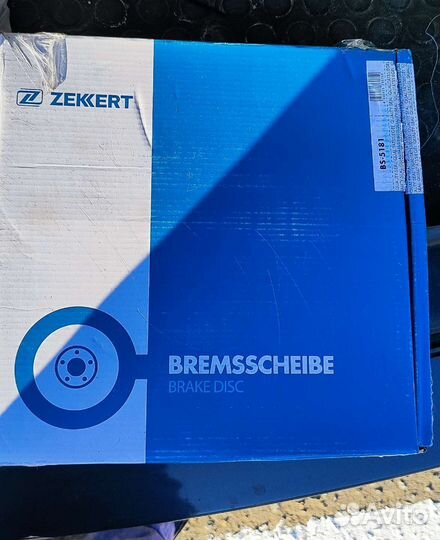 ZEKKERT
BS-5181
BREMSSCHEIBE
BRAKE DISC
Avito